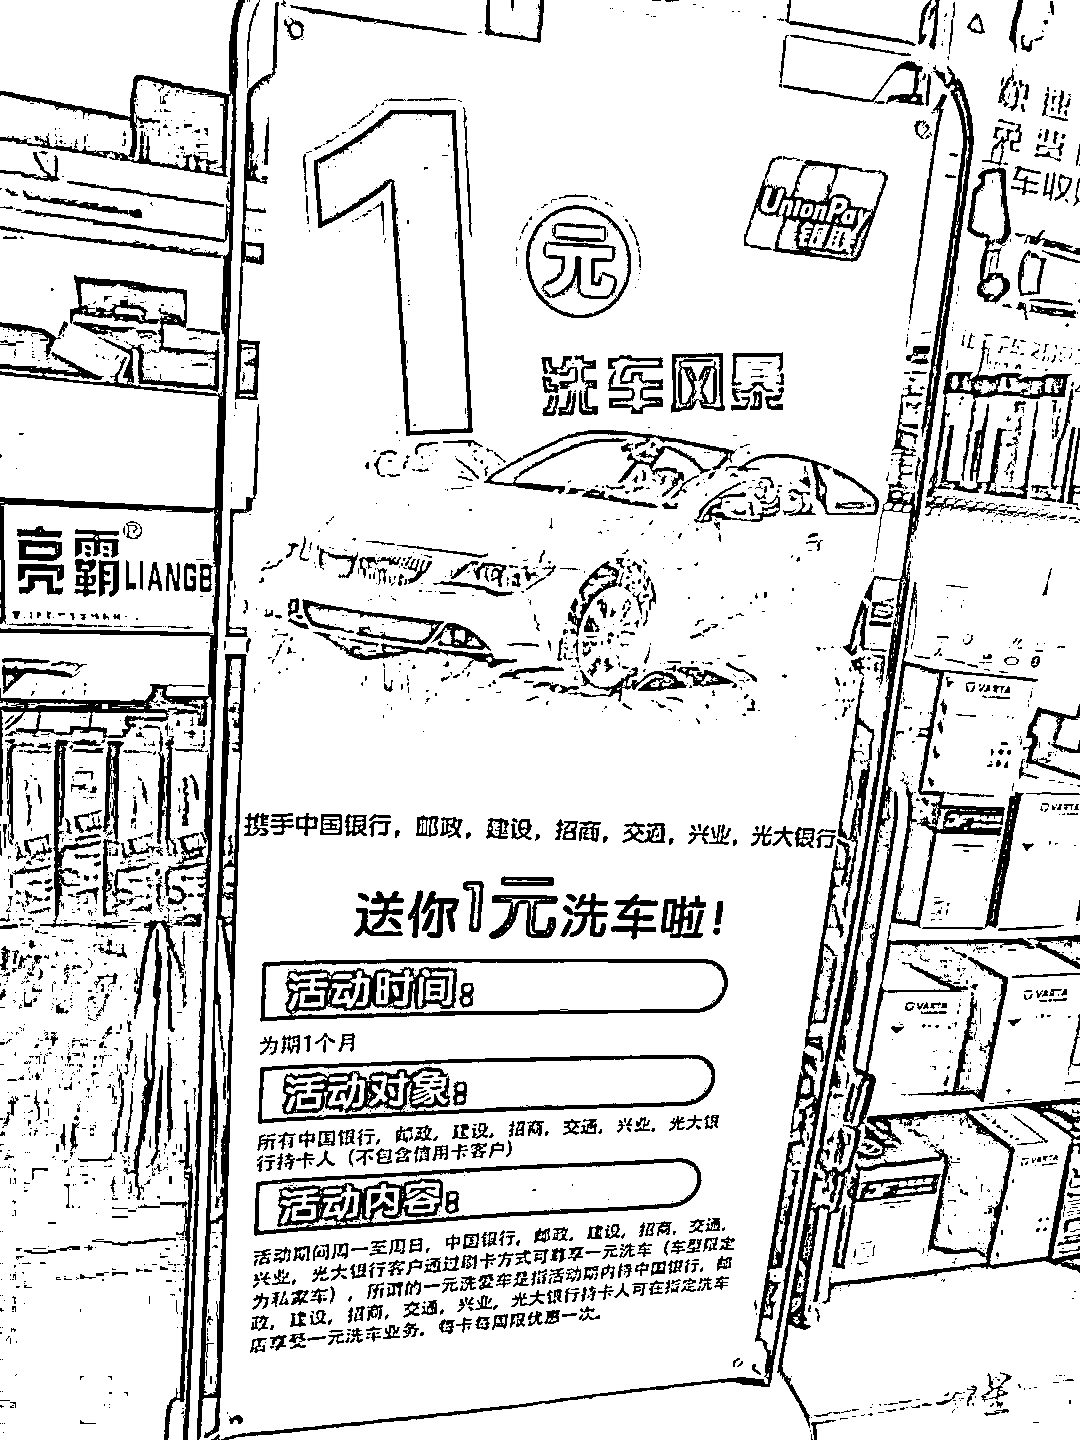 1
元
UnionPay
银联
洗车风暴
亮霸®LIANGB
携手中国银行，邮政，建设，招商，交通，兴业，光大银行
送你1元洗车啦！
活动时间：
为期1个月
活动对象：
所有中国银行，邮政，建设，招商，交通，兴业，光大银
行持卡人（不包含信用卡客户）
活动内容：
活动期间周一至周日，中国银行，邮政，建设，招商，交通，
兴业，光大银行客户通过刷卡方式可尊享一元洗车（车型限定
为私家车），所谓的一元洗爱车是指活动期内持中国银行，邮
政，建设，招商，交通，兴业，光大银行持卡人可在指定洗车
店享受一元洗车业务。每卡每周限优惠一次。
VARTA
VARTA
VARTA
VARTA
VARTA